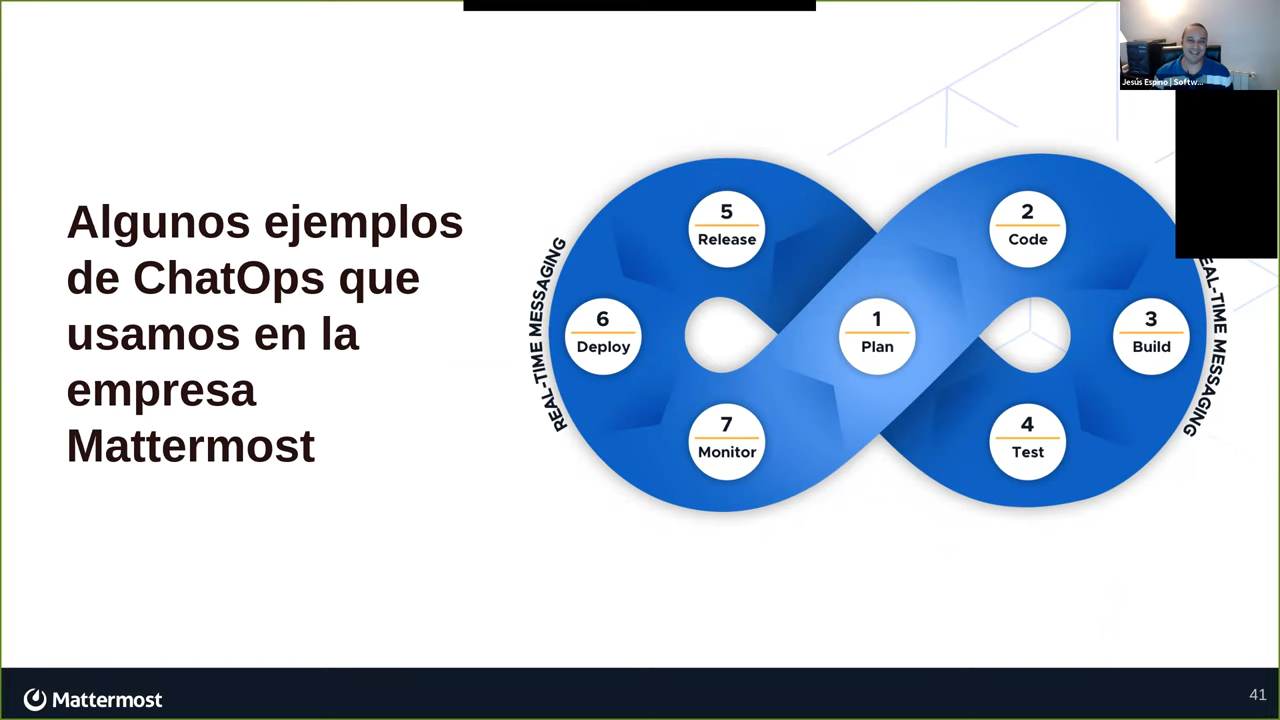 Jesús Espino | Softw...
Algunos ejemplos
de ChatOps que
usamos en la
empresa
Mattermost
REAL-TIME MESSAGING
5
Release
2
Code
6
Deploy
1
Plan
3
Build
7
Monitor
4
Test
EAL-TIME MESSAGING
Mattermost
41